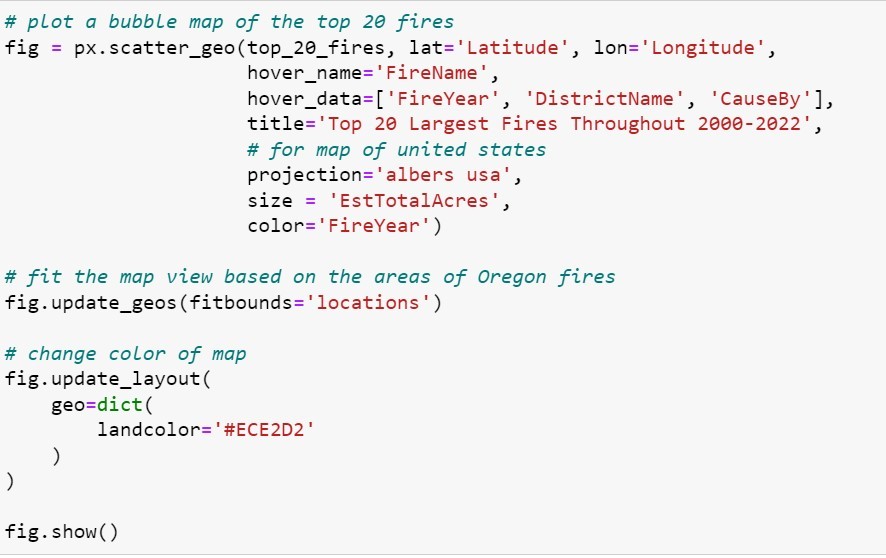 # plot a bubble map of the top 20 fires
fig = px.scatter_geo(top_20_fires, lat='Latitude', lon='Longitude',
                     hover_name='FireName',
                     hover_data=['FireYear', 'DistrictName', 'CauseBy'],
                     title='Top 20 Largest Fires Throughout 2000-2022',
                     # for map of united states
                     projection='albers usa',
                     size = 'EstTotalAcres',
                     color='FireYear')

# fit the map view based on the areas of Oregon fires
fig.update_geos(fitbounds='locations')

# change color of map
fig.update_layout(
    geo=dict(
        landcolor='#ECE2D2'
    )
)

fig.show()